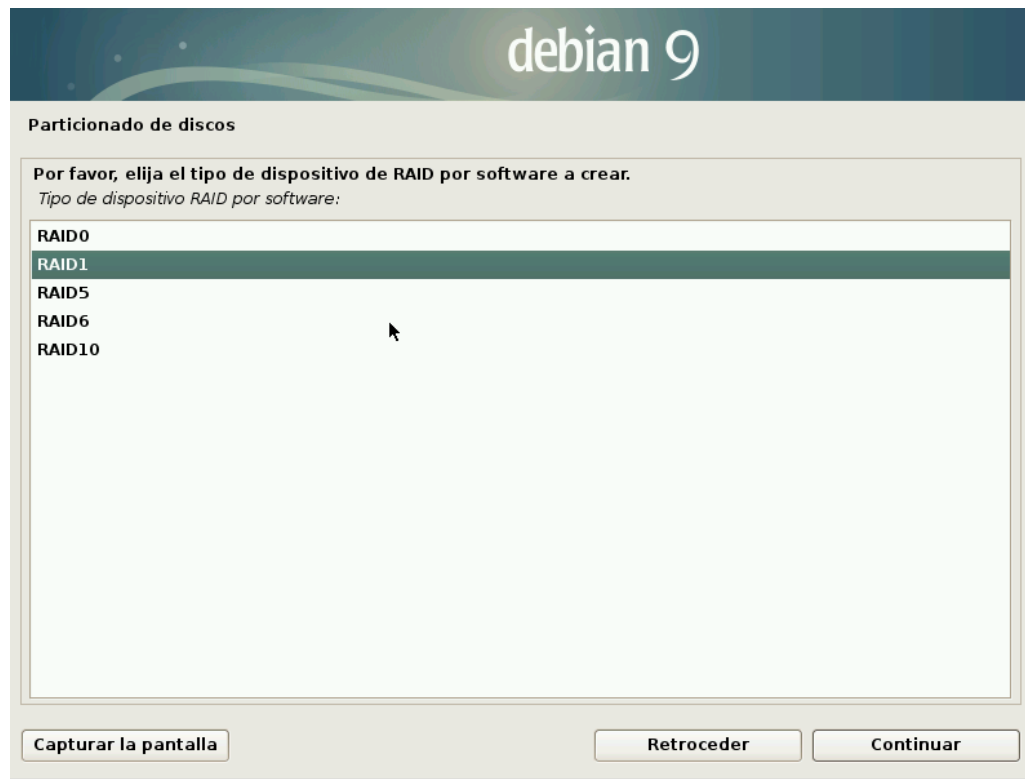 debian 9
Particionado de discos
Por favor, elija el tipo de dispositivo de RAID por software a crear.
Tipo de dispositivo RAID por software:
RAID0
RAID1
RAID5
RAID6
RAID10
Capturar la pantalla
Retroceder
Continuar